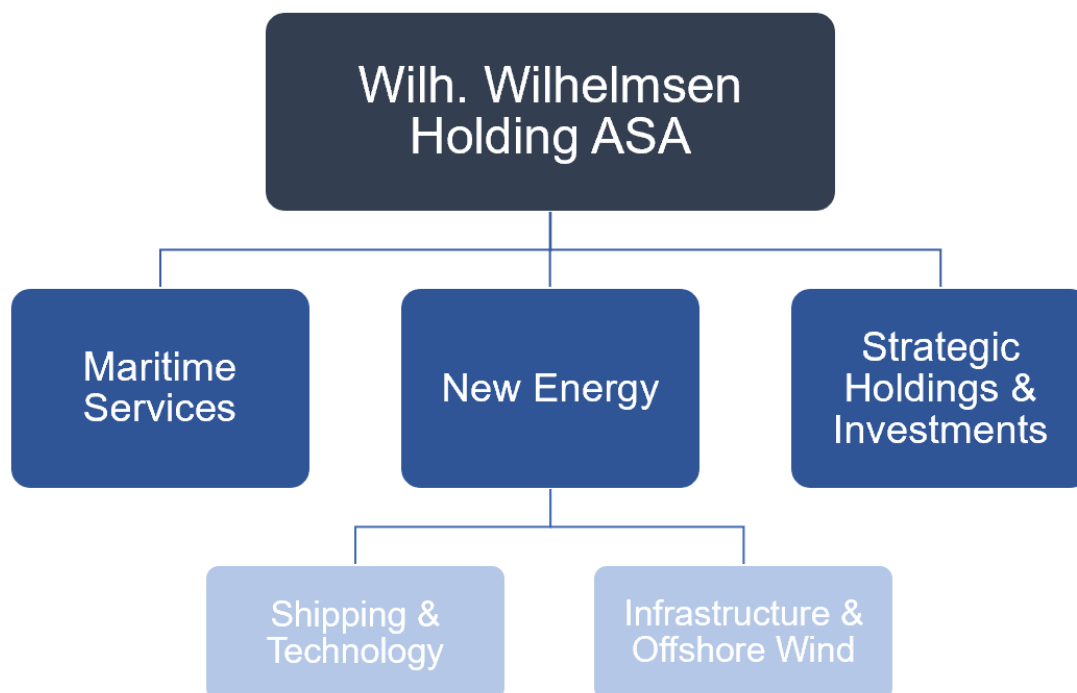 Wilh. Wilhelmsen
Holding ASA
Maritime
Services
New Energy
Strategic
Holdings &
Investments
Shipping &
Technology
Infrastructure &
Offshore Wind